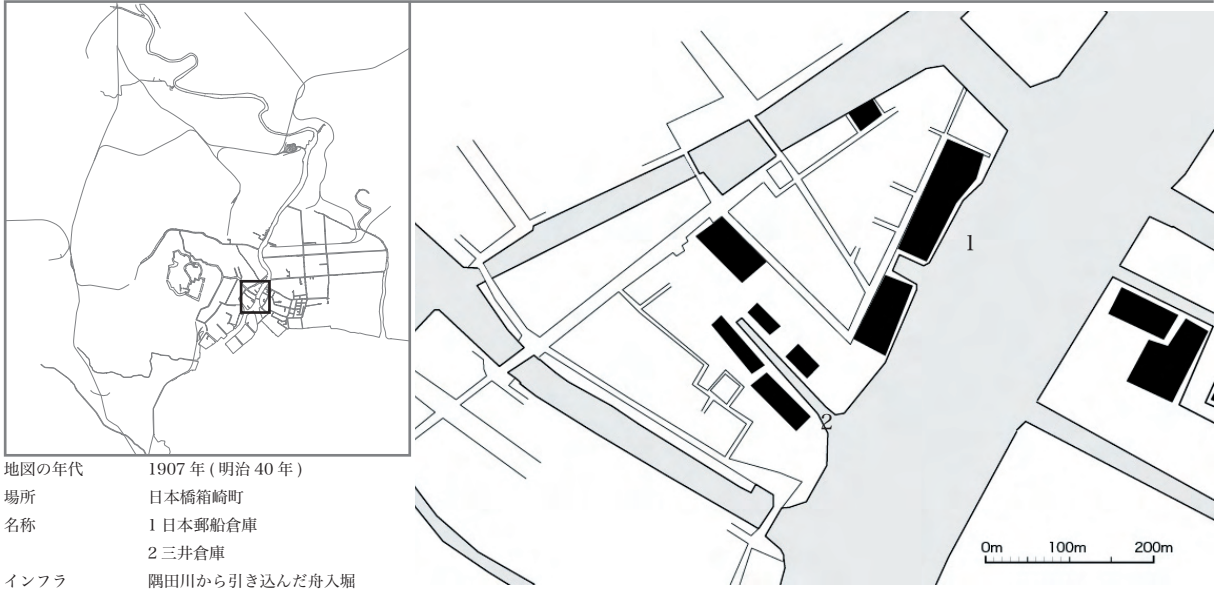 1
2
0m 100m 200m
地図の年代 1907 年 ( 明治 40 年 )
場所 日本橋箱崎町
名称 1 日本郵船倉庫
2 三井倉庫
インフラ 隅田川から引き込んだ舟入堀